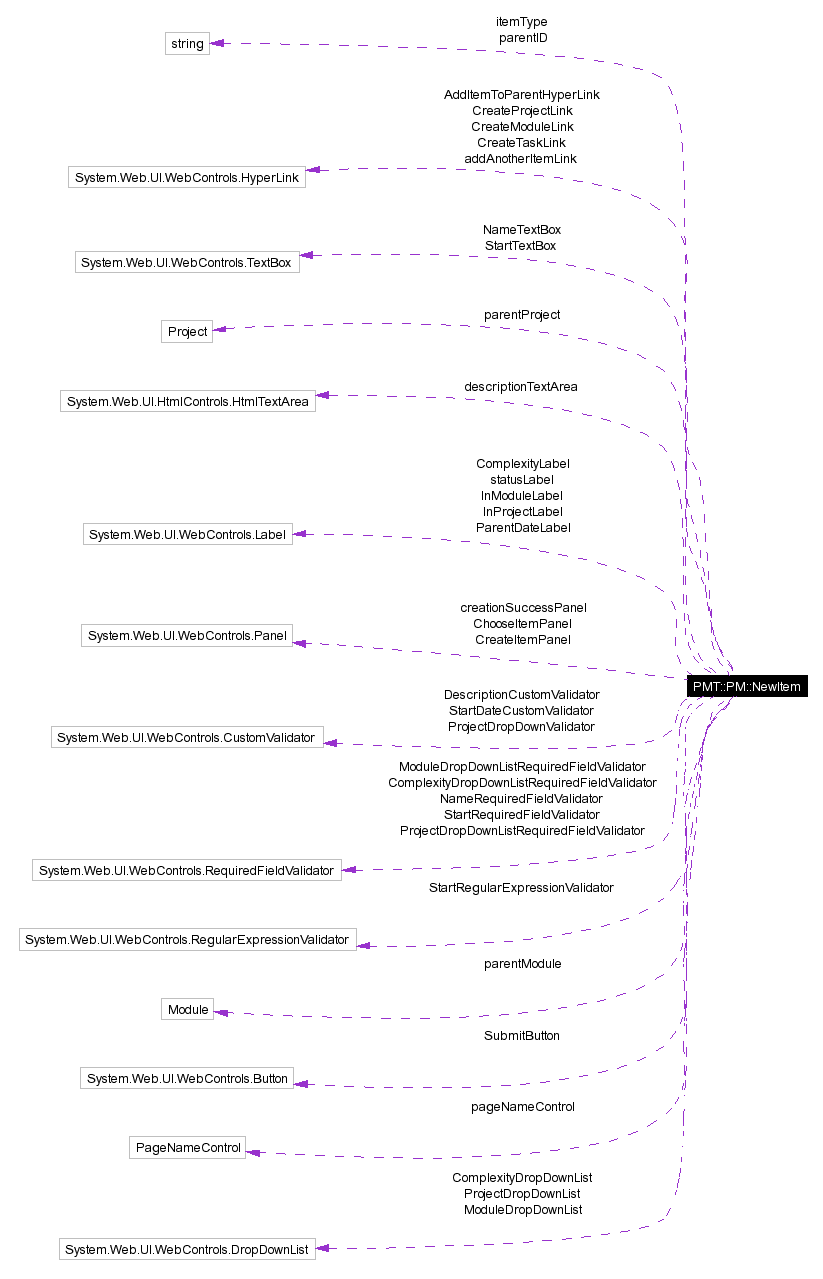 itemType
parentID
string
AddItemToParentHyperLink
CreateProjectLink
CreateModuleLink
CreateTaskLink
addAnotherItemLink
System.Web.UI.WebControls.HyperLink
NameTextBox
StartTextBox
System.Web.UI.WebControls.TextBox
parentProject
Project
descriptionTextArea
System.Web.UI.HtmlControls.HtmlTextArea
ComplexityLabel
statusLabel
InModuleLabel
InProjectLabel
ParentDateLabel
System.Web.UI.WebControls.Label
creationSuccessPanel
ChooseItemPanel
CreateItemPanel
System.Web.UI.WebControls.Panel
PMT::PM::NewItem
DescriptionCustomValidator
StartDateCustomValidator
ProjectDropDownValidator
System.Web.UI.WebControls.CustomValidator
ModuleDropDownListRequiredFieldValidator
ComplexityDropDownListRequiredFieldValidator
NameRequiredFieldValidator
StartRequiredFieldValidator
ProjectDropDownListRequiredFieldValidator
System.Web.UI.WebControls.RequiredFieldValidator
StartRegularExpressionValidator
System.Web.UI.WebControls.RegularExpressionValidator
parentModule
Module
SubmitButton
System.Web.UI.WebControls.Button
pageNameControl
PageNameControl
ComplexityDropDownList
ProjectDropDownList
ModuleDropDownList
System.Web.UI.WebControls.DropDownList